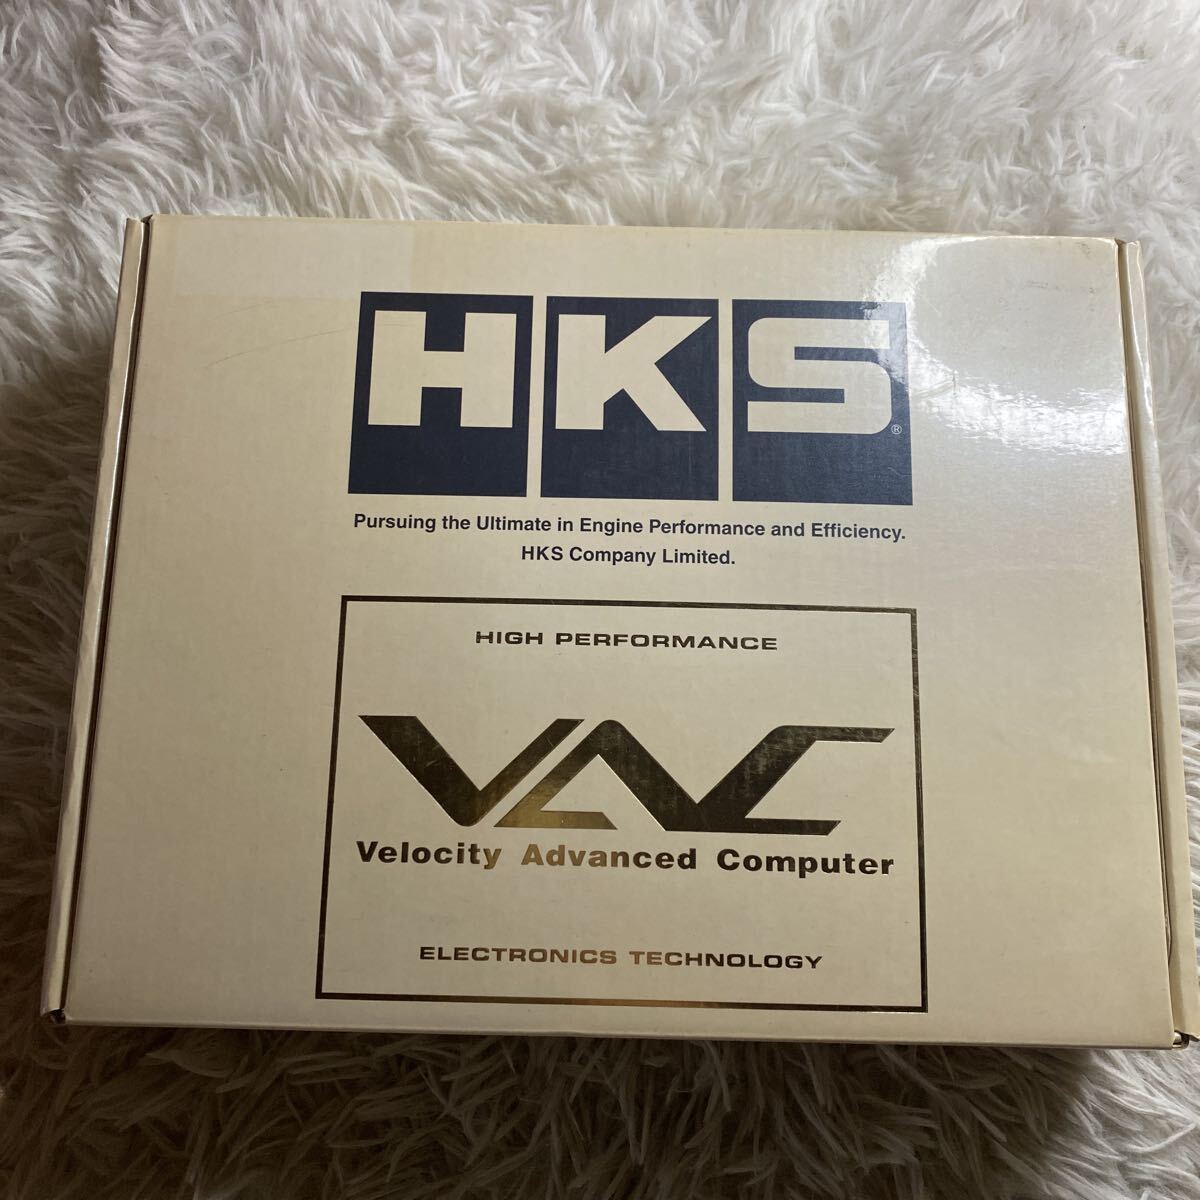 HKS®
Pursuing the Ultimate in Engine Performance and Efficiency.
HKS Company Limited.
HIGH PERFORMANCE
VAC
Velocity Advanced Computer
ELECTRONICS TECHNOLOGY